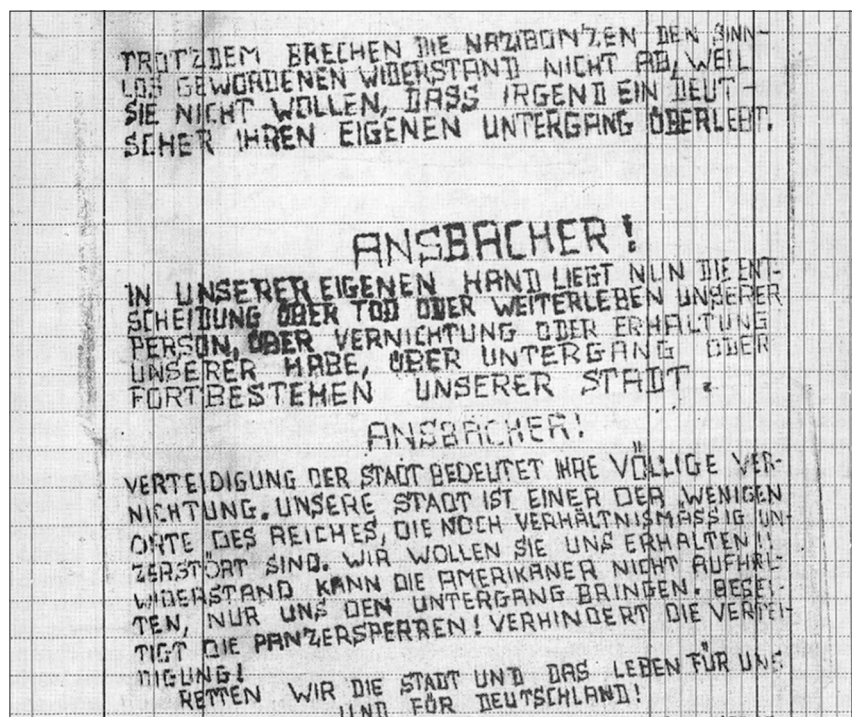 TROTZDEM BRECHEN DIE NAZIBONZEN DEN SINN-
LOS GEWORDENEN WIDERSTAND NICHT AB, WEIL
SIE NICHT WOLLEN, DASS IRGEND EIN DEUT-
SCHER IHREN EIGENEN UNTERGANG ÜBERLEBT.
ANSBACHER!
IN UNSERER EIGENEN HAND LIEGT NUN DIE ENT-
SCHEIDUNG ÜBER TOD ODER WEITERLEBEN UNSERER
PERSON, ÜBER VERNICHTUNG ODER ERHALTUNG
UNSERER HABE, ÜBER UNTERGANG ODER
FORTBESTEHEN UNSERER STADT.
ANSBACHER!
VERTEIDIGUNG DER STADT BEDEUTET IHRE VÖLLIGE VER-
NICHTUNG. UNSERE STADT IST EINER DER WENIGEN
ORTE DES REICHES, DIE NOCH VERHÄLTNISMÄSSIG UN-
ZERSTÖRT SIND. WIR WOLLEN SIE UNS ERHALTEN!!
WIDERSTAND KANN DIE AMERIKANER NICHT AUFHAL-
TEN, NUR UNS DEN UNTERGANG BRINGEN. BESEI-
TIGT DIE PANZERSPERREN! VERHINDERT DIE VERTEI-
DIGUNG!
RETTEN WIR DIE STADT UND DAS LEBEN FÜR UNS
UND FÜR DEUTSCHLAND!